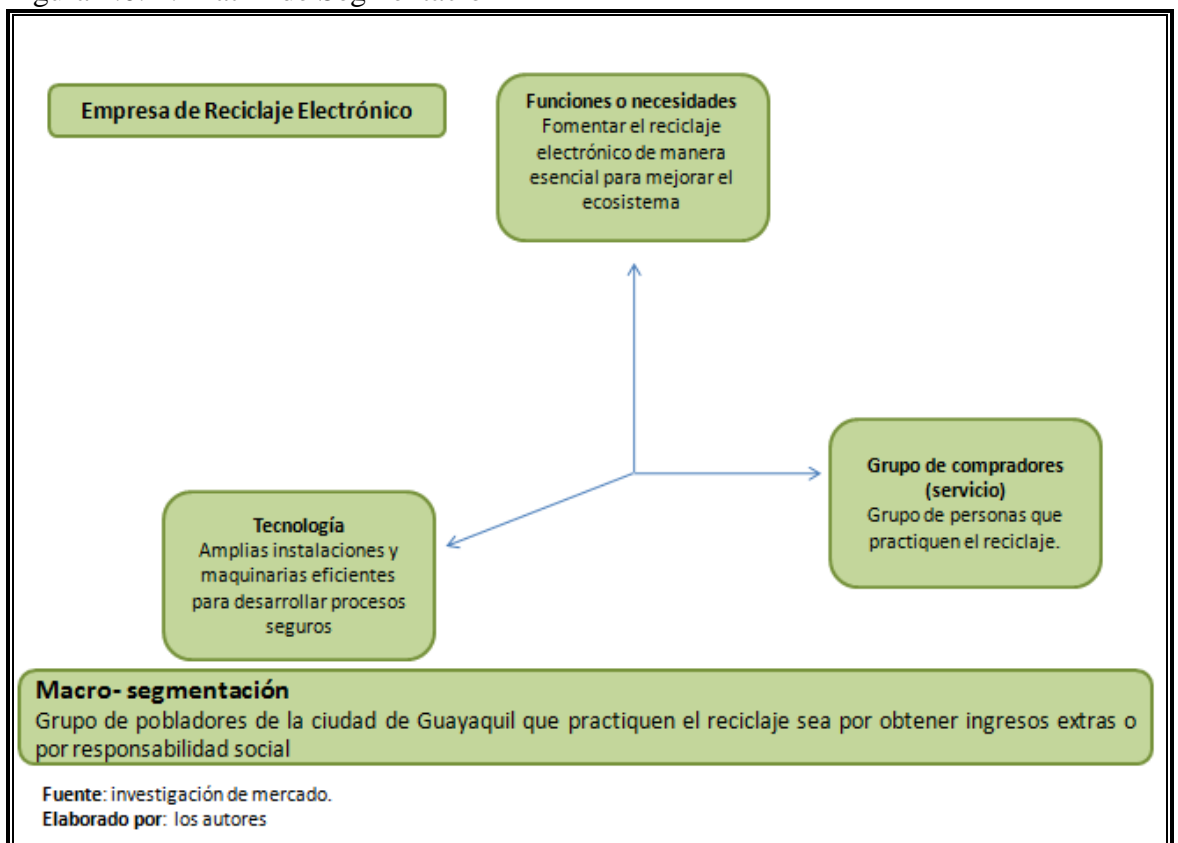 Empresa de Reciclaje Electrónico
Funciones o necesidades
Fomentar el reciclaje
electrónico de manera
esencial para mejorar el
ecosistema
Grupo de compradores
(servicio)
Grupo de personas que
practiquen el reciclaje.
Tecnología
Amplias instalaciones y
maquinarias eficientes
para desarrollar procesos
seguros
Macro- segmentación
Grupo de pobladores de la ciudad de Guayaquil que practiquen el reciclaje sea por obtener ingresos extras o
por responsabilidad social
Fuente: investigación de mercado.
Elaborado por: los autores